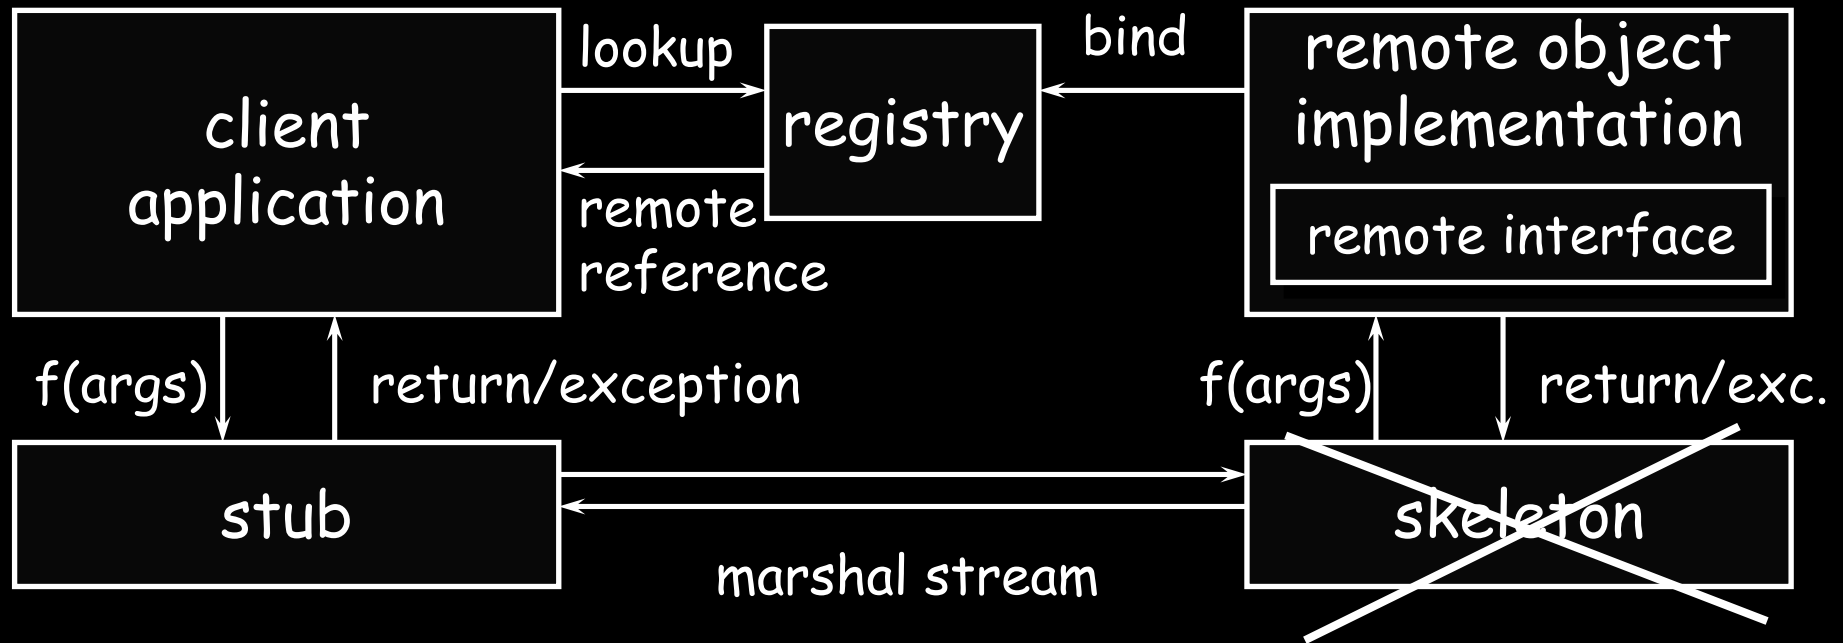 client
application
lookup
registry
remote
reference
bind
remote object
implementation
remote interface
f(args)
return/exception
f(args)
return/exc.
stub
marshal stream
skeleton